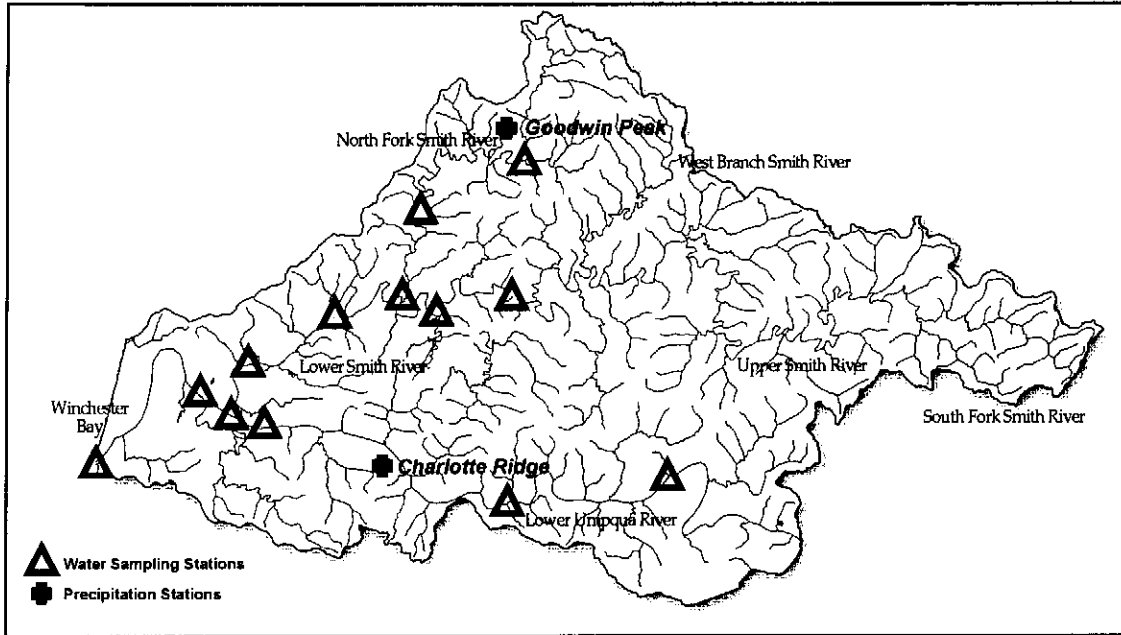 Goodwin Peak
North Fork Smith River
West Branch Smith River
Lower Smith River
Upper Smith River
Winchester
Bay
South Fork Smith River
Charlotte Ridge
Lower Umpqua River
Water Sampling Stations
Precipitation Stations